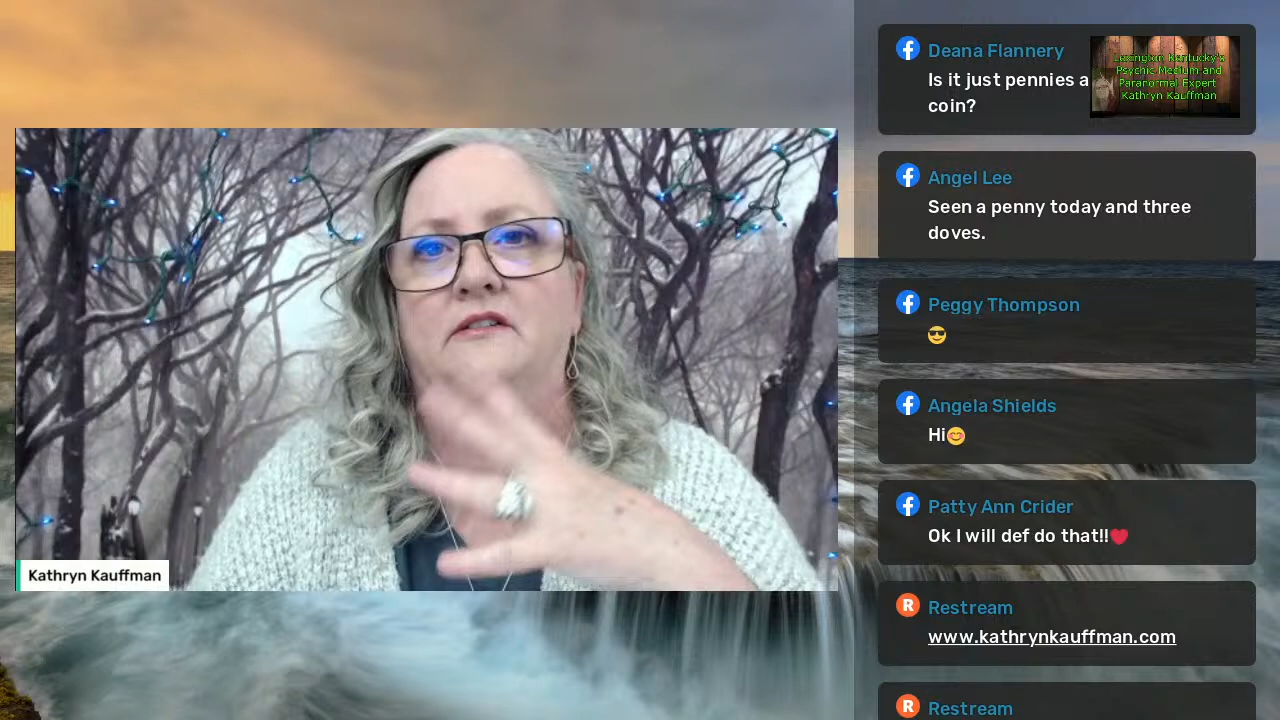 Deana Flannery
Is it just pennies a
coin?
Lexington Kentucky's
Psychic Medium and
Paranormal Expert
Kathryn Kauffman
Angel Lee
Seen a penny today and three
doves.
Peggy Thompson
😎
Angela Shields
Hi😊
Patty Ann Crider
Ok I will def do that!!❤️
R Restream
www.kathrynkauffman.com
R Restream
Kathryn Kauffman